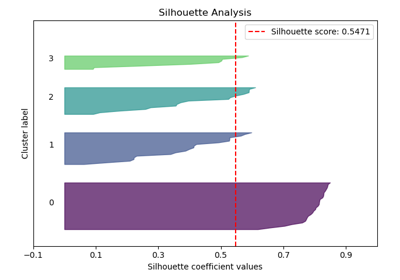 Silhouette Analysis
Silhouette score: 0.5471
3
2
1
0
Cluster label
−0.1 0.1 0.3 0.5 0.7 0.9
Silhouette coefficient values